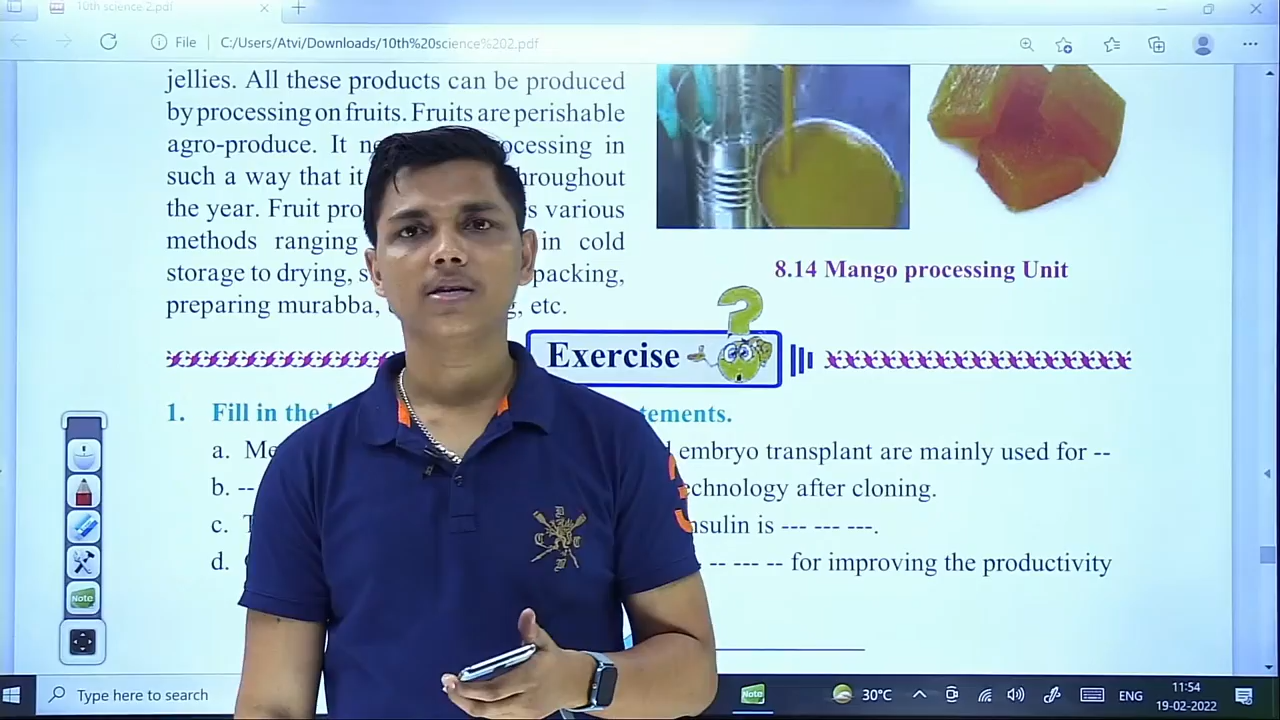 10th science 2.pdf
File
C:/Users/Atvi/Downloads/10th%20science%202.pdf
jellies. All these products can be produced
by processing on fruits. Fruits are perishable
agro-produce. It ocessing in
such a way that it hroughout
the year. Fruit pro s various
methods ranging in cold
storage to drying, s packing,
preparing murabba, g, etc.
8.14 Mango processing Unit
?
Exercise
1. Fill in the tements.
a. Me embryo transplant are mainly used for --
b. -- echnology after cloning.
c. T nsulin is --- --- ---.
d. -- --- -- for improving the productivity
3
Note
Type here to search
Note
30°C
ENG
11:54
19-02-2022